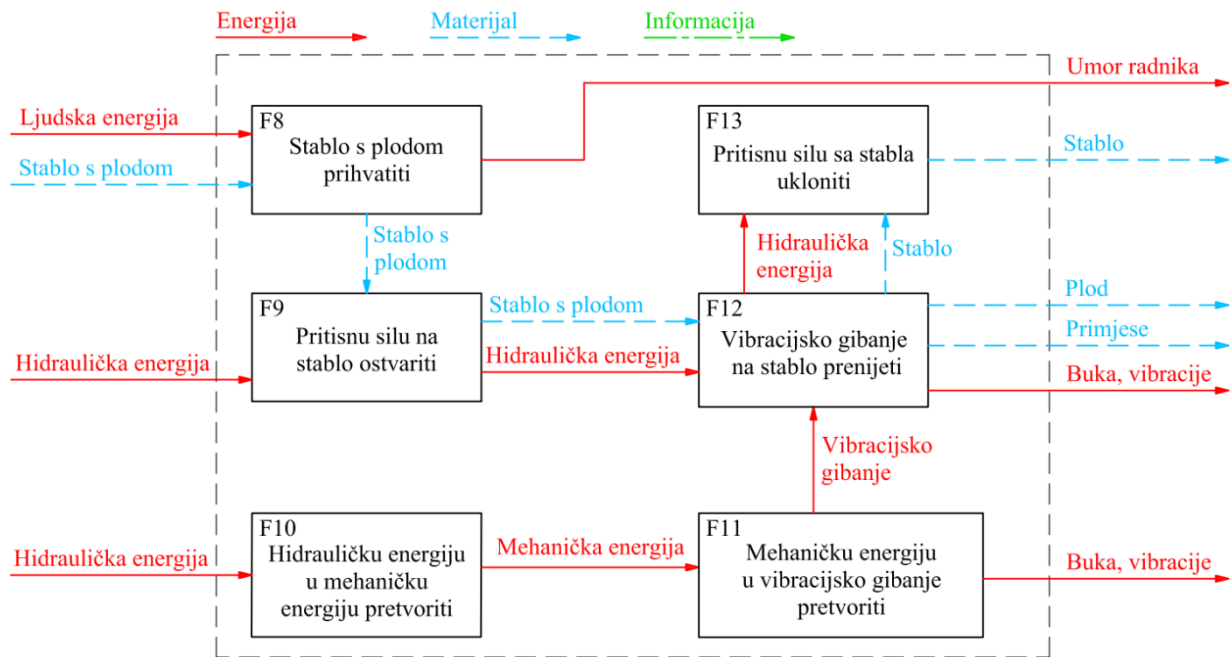 Energija
Materijal
Informacija
Umor radnika
Ljudska energija
F8
Stablo s plodom
prihvatiti
F13
Pritisnu silu sa stabla
ukloniti
Stablo
Stablo s plodom
Stablo s
plodom
Hidraulička
energija
Stablo
F9
Pritisnu silu na
stablo ostvariti
Stablo s plodom
Hidraulička energija
F12
Vibracijsko gibanje
na stablo prenijeti
Plod
Primjese
Hidraulička energija
Buka, vibracije
Vibracijsko
gibanje
Hidraulička energija
F10
Hidrauličku energiju
u mehaničku
energiju pretvoriti
Mehanička energija
F11
Mehaničku energiju
u vibracijsko gibanje
pretvoriti
Buka, vibracije